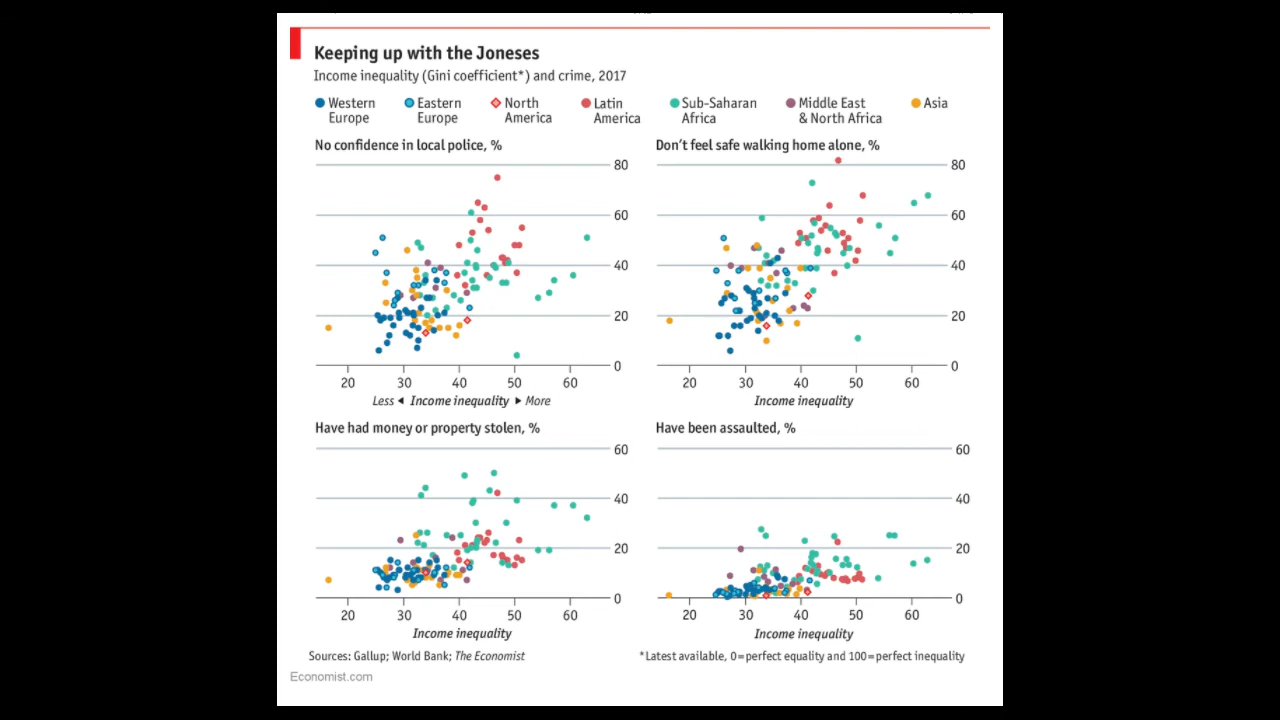 Keeping up with the Joneses
Income inequality (Gini coefficient*) and crime, 2017
Western Europe
Eastern Europe
North America
Latin America
Sub-Saharan Africa
Middle East & North Africa
Asia
No confidence in local police, %
80
60
40
20
0
20 30 40 50 60
Less ◄ Income inequality ► More
Don't feel safe walking home alone, %
80
60
40
20
0
20 30 40 50 60
Income inequality
Have had money or property stolen, %
60
40
20
0
20 30 40 50 60
Income inequality
Have been assaulted, %
60
40
20
0
20 30 40 50 60
Income inequality
Sources: Gallup; World Bank; The Economist
*Latest available, 0=perfect equality and 100=perfect inequality
Economist.com